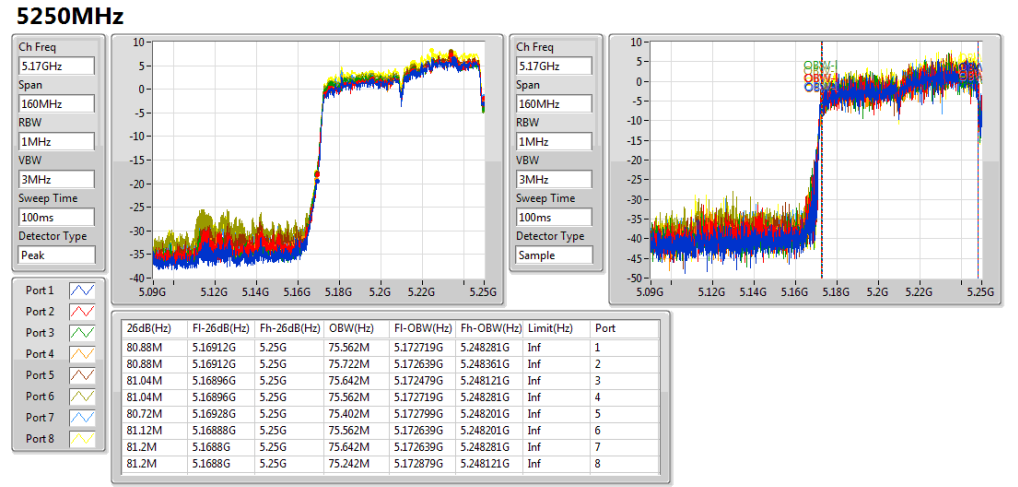 5250MHz
Ch Freq
5.17GHz
Span
160MHz
RBW
1MHz
VBW
3MHz
Sweep Time
100ms
Detector Type
Peak
10
5
0
-5
-10
-15
-20
-25
-30
-35
-40
5.09G 5.12G 5.14G 5.16G 5.18G 5.2G 5.22G 5.25G
Ch Freq
5.17GHz
Span
160MHz
RBW
1MHz
VBW
3MHz
Sweep Time
100ms
Detector Type
Sample
10
5
0
-5
-10
-15
-20
-25
-30
-35
-40
-45
-50
5.09G 5.12G 5.14G 5.16G 5.18G 5.2G 5.22G 5.25G
Port 1
Port 2
Port 3
Port 4
Port 5
Port 6
Port 7
Port 8
26dB(Hz) Fl-26dB(Hz) Fh-26dB(Hz) OBW(Hz) Fl-OBW(Hz) Fh-OBW(Hz) Limit(Hz) Port
80.88M 5.16912G 5.25G 75.562M 5.172719G 5.248281G Inf 1
80.88M 5.16912G 5.25G 75.722M 5.172639G 5.248361G Inf 2
81.04M 5.16896G 5.25G 75.642M 5.172479G 5.248121G Inf 3
81.04M 5.16896G 5.25G 75.562M 5.172719G 5.248281G Inf 4
80.72M 5.16928G 5.25G 75.402M 5.172799G 5.248201G Inf 5
81.12M 5.16888G 5.25G 75.562M 5.172639G 5.248201G Inf 6
81.2M 5.1688G 5.25G 75.642M 5.172639G 5.248281G Inf 7
81.2M 5.1688G 5.25G 75.242M 5.172879G 5.248121G Inf 8